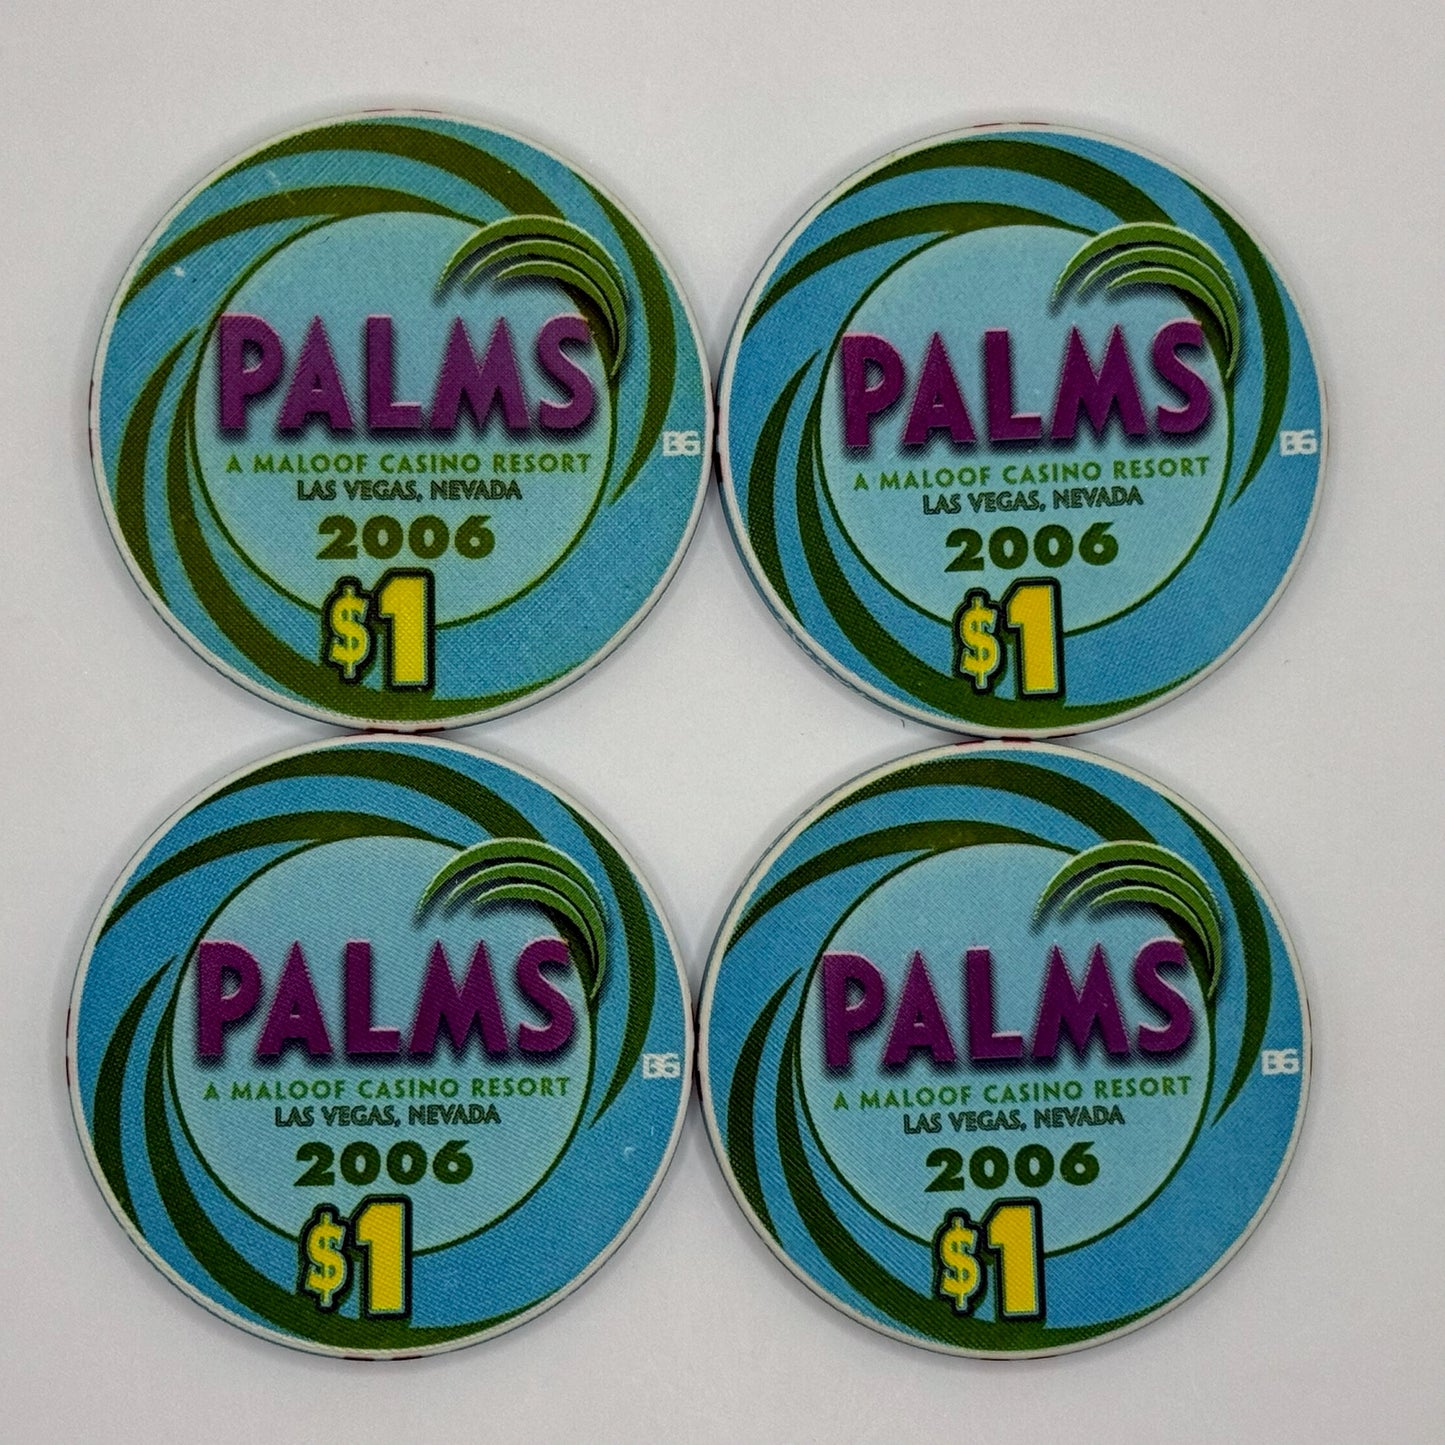 PALMS
A MALOOF CASINO RESORT
LAS VEGAS, NEVADA
2006
$1
BG
PALMS
A MALOOF CASINO RESORT
LAS VEGAS, NEVADA
2006
$1
BG
PALMS
A MALOOF CASINO RESORT
LAS VEGAS, NEVADA
2006
$1
BG
PALMS
A MALOOF CASINO RESORT
LAS VEGAS, NEVADA
2006
$1
BG